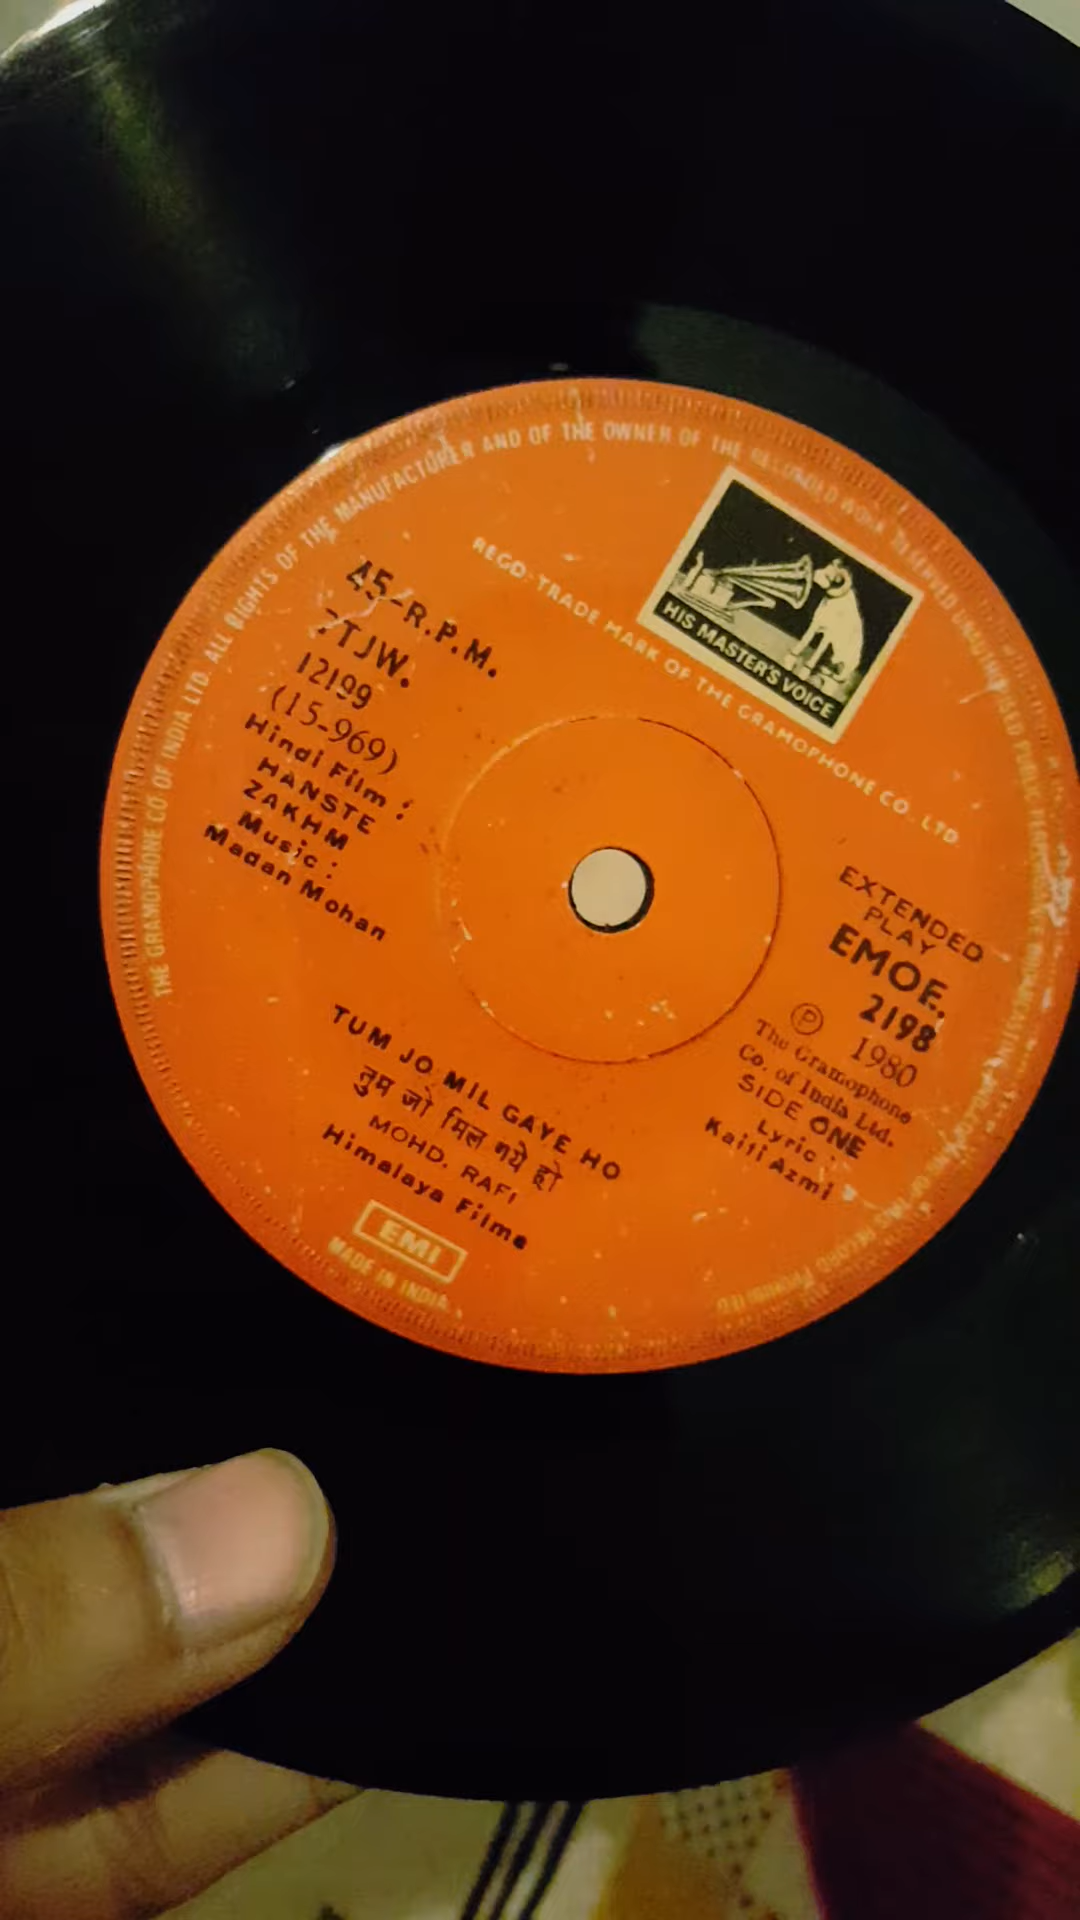 THE GRAMOPHONE CO OF INDIA LTD. ALL RIGHTS OF THE MANUFACTURER AND OF THE OWNER OF THE RECORDED WORK
HIS MASTER'S VOICE
REGD. TRADE MARK OF THE GRAMOPHONE CO. LTD.
45-R.P.M.
7TJW.
12199
(15-969)
Hindi Film :
HANSTE
ZAKHM
Music :
Madan Mohan
EXTENDED
PLAY
EMOE.
2198
Ⓟ 1980
The Gramophone
Co. of India Ltd.
SIDE ONE
Lyric :
Kaifi Azmi
TUM JO MIL GAYE HO
तुम जो मिल गये हो
MOHD. RAFI
Himalaya Films
EMI
MADE IN INDIA